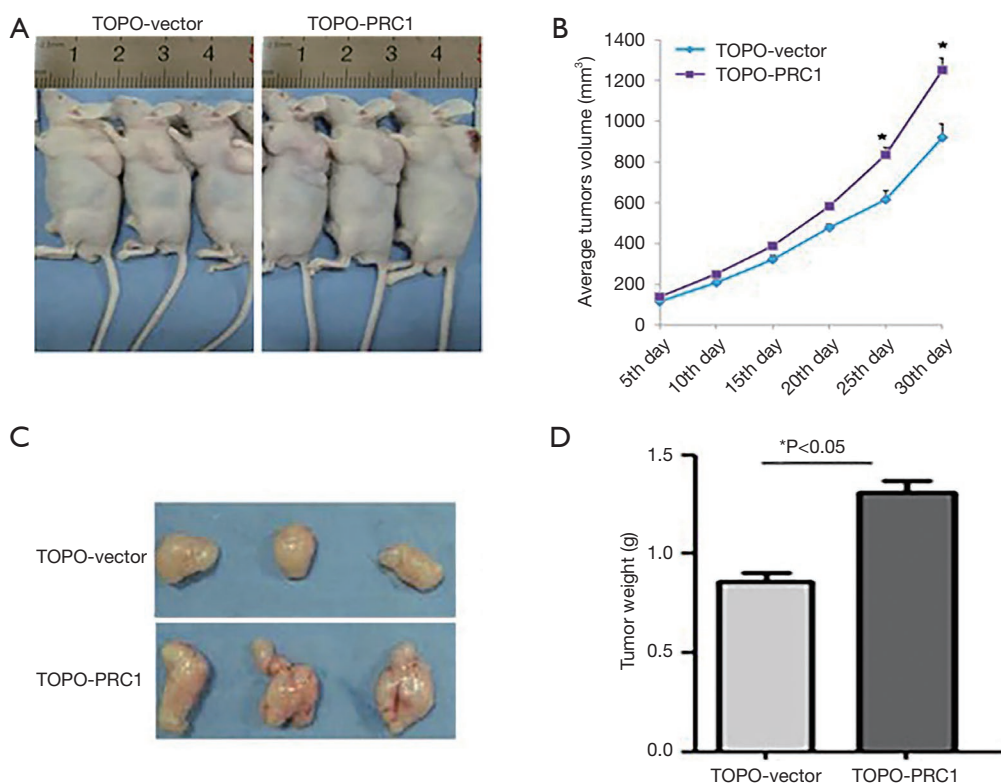 A
TOPO-vector
TOPO-PRC1
1 2 3 4
1 2 3 4
B
TOPO-vector
TOPO-PRC1
Average tumors volume (mm³)
1400
1200
1000
800
600
400
200
0
5th day
10th day
15th day
20th day
25th day
30th day
C
TOPO-vector
TOPO-PRC1
D
*P<0.05
Tumor weight (g)
1.5
1.0
0.5
0.0
TOPO-vector
TOPO-PRC1